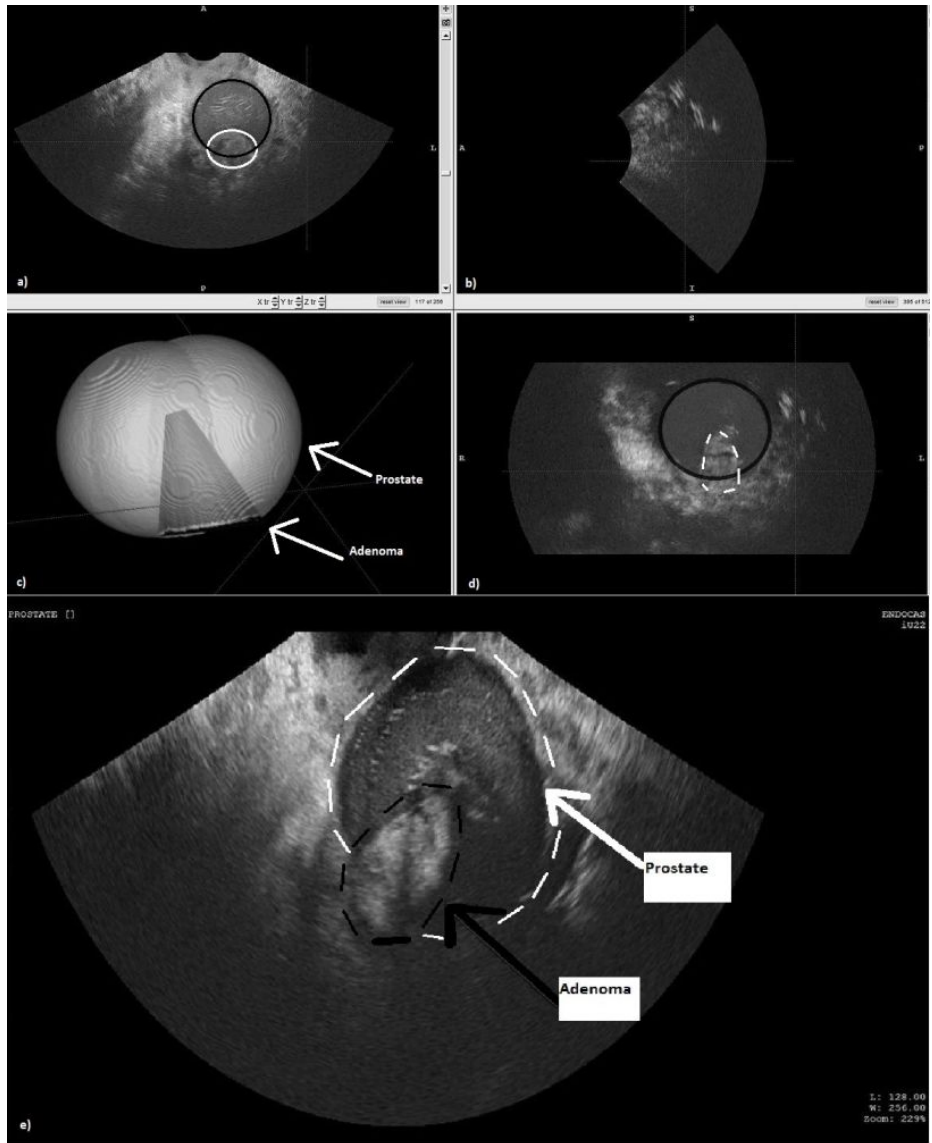 A
L
P
a)
S
A
P
I
b)
X tr Y tr Z tr reset view 117 of 256
reset view
Prostate
Adenoma
c)
S
R
L
d)
PROSTATE []
ENDOCAS
iU22
Prostate
Adenoma
L: 128.00
W: 256.00
Zoom: 229%
e)